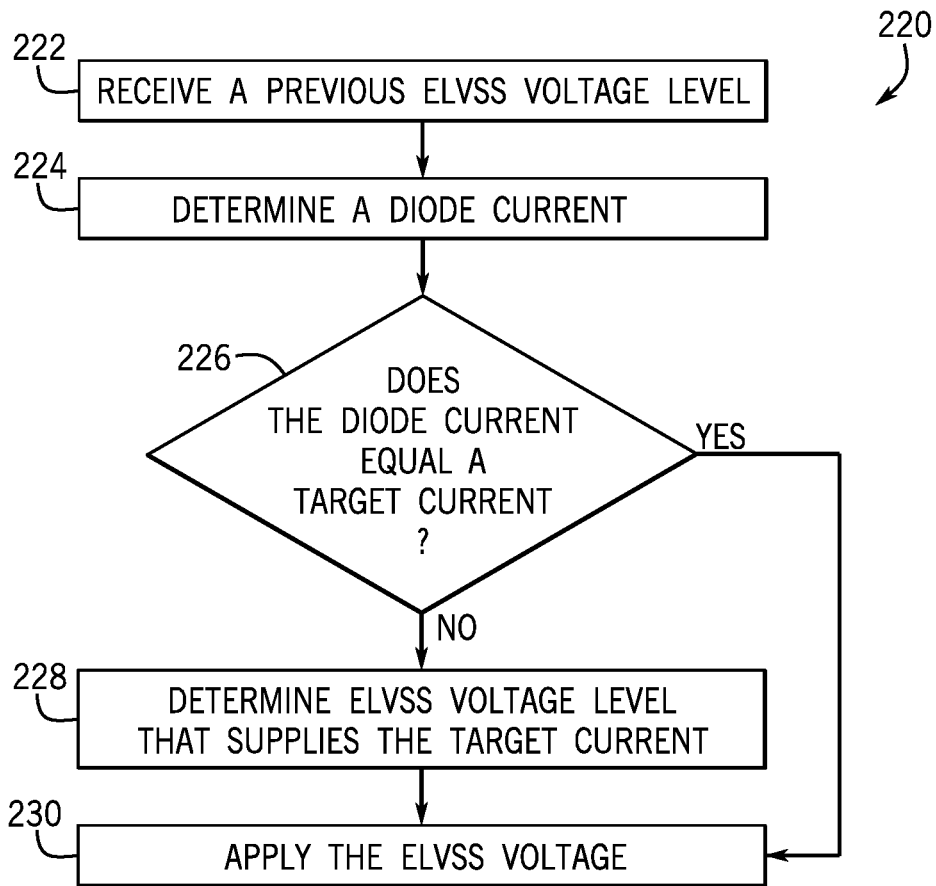 220
222
RECEIVE A PREVIOUS ELVSS VOLTAGE LEVEL
224
DETERMINE A DIODE CURRENT
226
DOES
THE DIODE CURRENT
EQUAL A
TARGET CURRENT
?
YES
NO
228
DETERMINE ELVSS VOLTAGE LEVEL
THAT SUPPLIES THE TARGET CURRENT
230
APPLY THE ELVSS VOLTAGE